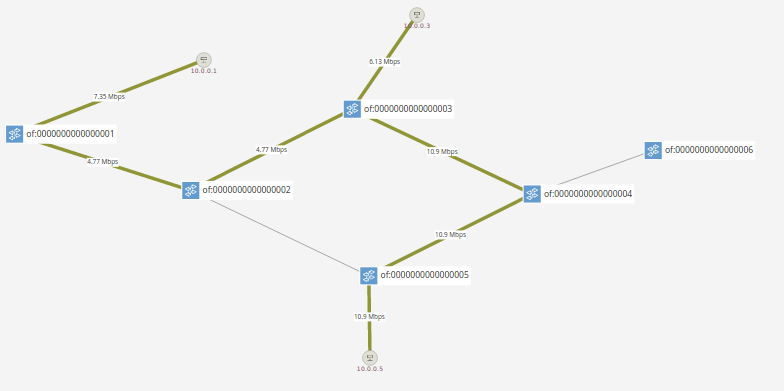 10.0.0.3
6.13 Mbps
10.0.0.1
7.35 Mbps
of:0000000000000003
of:0000000000000001
4.77 Mbps
10.9 Mbps
of:0000000000000006
4.77 Mbps
of:0000000000000002
of:0000000000000004
10.9 Mbps
of:0000000000000005
10.9 Mbps
10.0.0.5